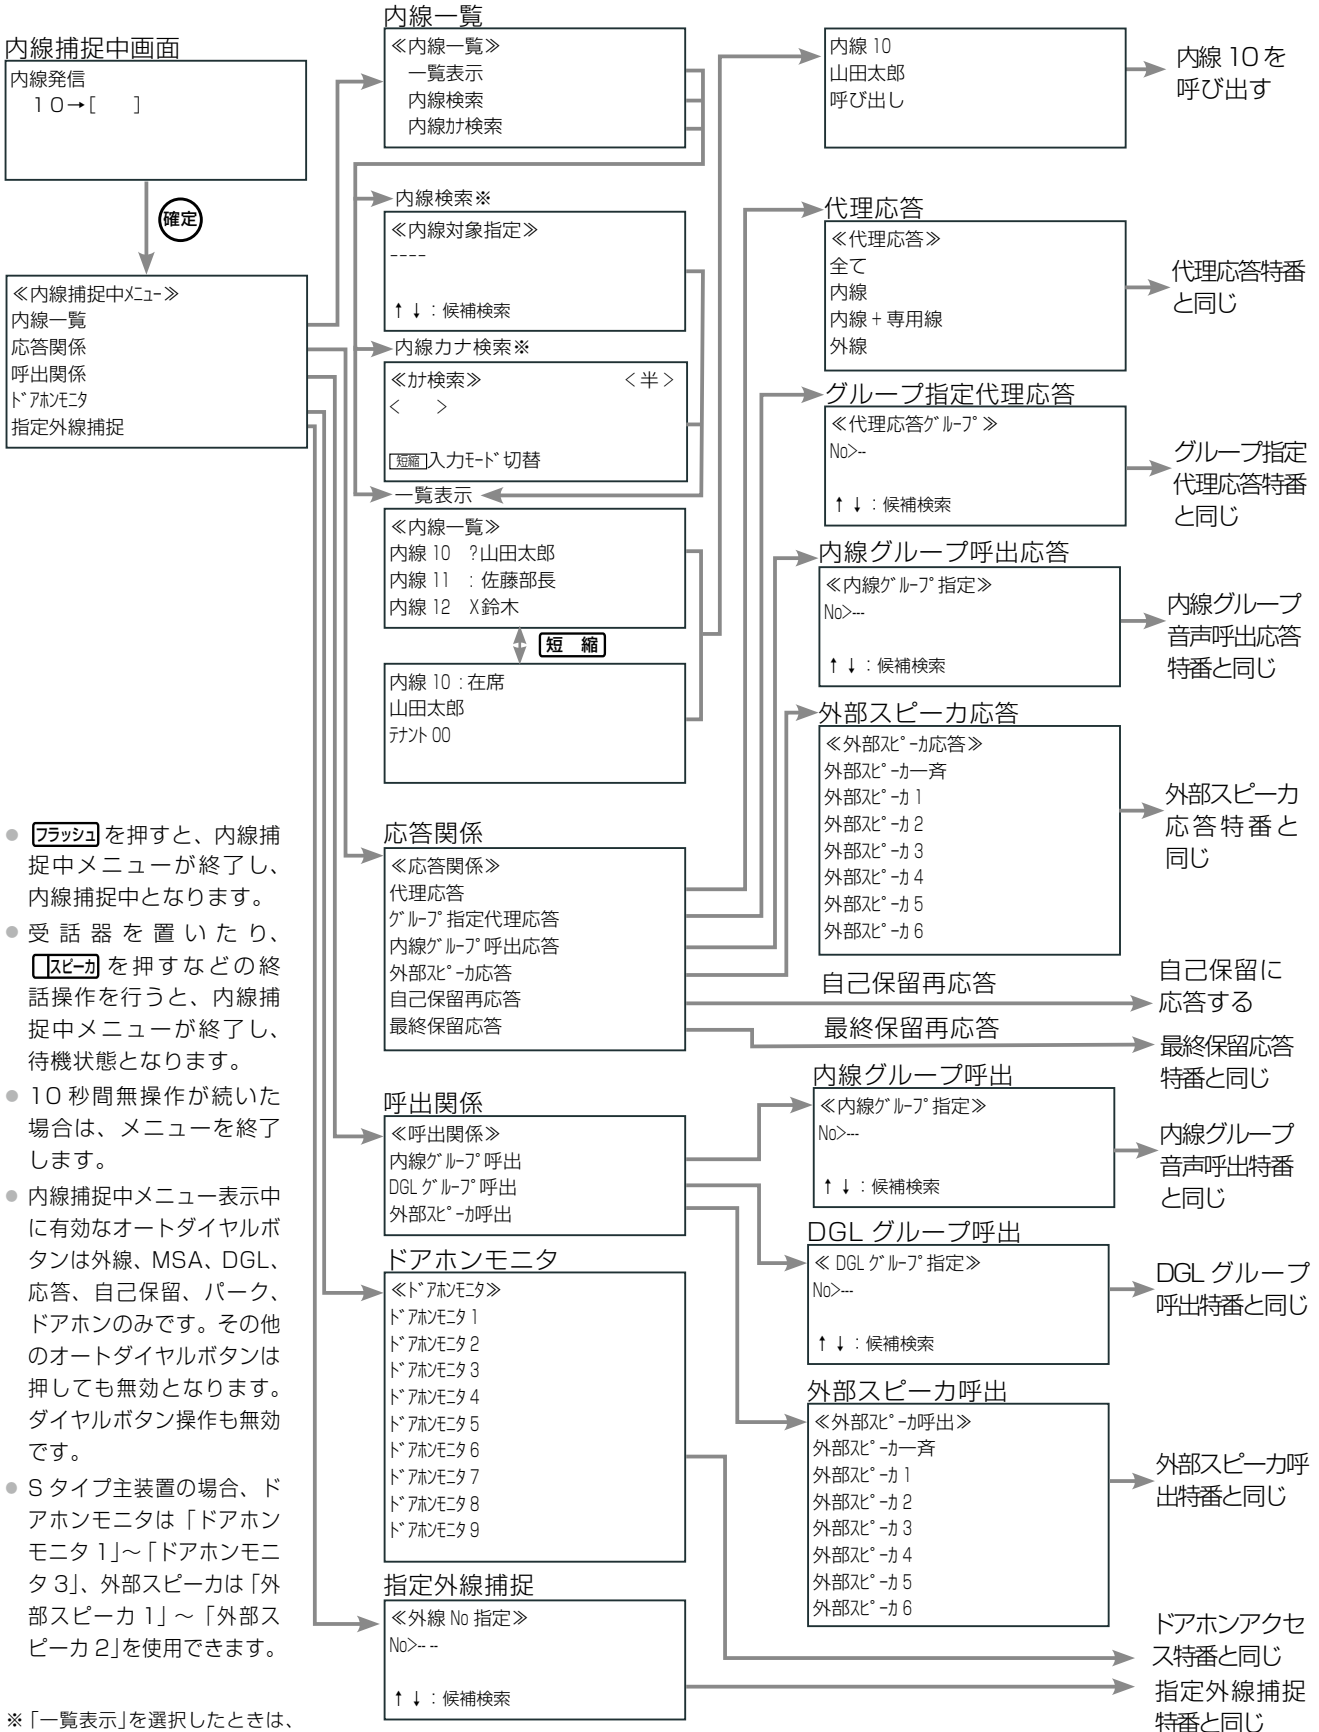 内線捕捉中画面
内線発信
１０→[　　]
確定
≪内線捕捉中ﾒﾆｭｰ≫
内線一覧
応答関係
呼出関係
ﾄﾞｱﾎﾝﾓﾆﾀ
指定外線捕捉
内線一覧
≪内線一覧≫
一覧表示
内線検索
内線ｶﾅ検索
内線検索※
≪内線対象指定≫
----
↑↓：候補検索
内線カナ検索※
≪ｶﾅ検索≫　＜半＞
＜　　＞
短縮 入力ﾓｰﾄﾞ切替
一覧表示
≪内線一覧≫
内線 10　?山田太郎
内線 11　: 佐藤部長
内線 12　X鈴木
短　縮
内線 10 : 在席
山田太郎
ﾃﾅﾝﾄ 00
内線 10
山田太郎
呼び出し
内線 10 を
呼び出す
応答関係
≪応答関係≫
代理応答
ｸﾞﾙｰﾌﾟ指定代理応答
内線ｸﾞﾙｰﾌﾟ呼出応答
外部ｽﾋﾟｰｶ応答
自己保留再応答
最終保留応答
代理応答
≪代理応答≫
全て
内線
内線 + 専用線
外線
代理応答特番
と同じ
グループ指定代理応答
≪代理応答ｸﾞﾙｰﾌﾟ≫
No>--
↑↓：候補検索
グループ指定
代理応答特番
と同じ
内線グループ呼出応答
≪内線ｸﾞﾙｰﾌﾟ指定≫
No>---
↑↓：候補検索
内線グループ
音声呼出応答
特番と同じ
外部スピーカ応答
≪外部ｽﾋﾟｰｶ応答≫
外部ｽﾋﾟｰｶ一斉
外部ｽﾋﾟｰｶ 1
外部ｽﾋﾟｰｶ 2
外部ｽﾋﾟｰｶ 3
外部ｽﾋﾟｰｶ 4
外部ｽﾋﾟｰｶ 5
外部ｽﾋﾟｰｶ 6
外部スピーカ
応答特番と
同じ
自己保留再応答
自己保留に
応答する
最終保留再応答
最終保留応答
特番と同じ
呼出関係
≪呼出関係≫
内線ｸﾞﾙｰﾌﾟ呼出
DGL ｸﾞﾙｰﾌﾟ呼出
外部ｽﾋﾟｰｶ呼出
内線グループ呼出
≪内線ｸﾞﾙｰﾌﾟ指定≫
No>---
↑↓：候補検索
内線グループ
音声呼出特番
と同じ
DGL グループ呼出
≪ DGL ｸﾞﾙｰﾌﾟ指定≫
No>---
↑↓：候補検索
DGL グループ
呼出特番と同じ
外部スピーカ呼出
≪外部ｽﾋﾟｰｶ呼出≫
外部ｽﾋﾟｰｶ一斉
外部ｽﾋﾟｰｶ 1
外部ｽﾋﾟｰｶ 2
外部ｽﾋﾟｰｶ 3
外部ｽﾋﾟｰｶ 4
外部ｽﾋﾟｰｶ 5
外部ｽﾋﾟｰｶ 6
外部スピーカ呼
出特番と同じ
ドアホンモニタ
≪ﾄﾞｱﾎﾝﾓﾆﾀ≫
ﾄﾞｱﾎﾝﾓﾆﾀ 1
ﾄﾞｱﾎﾝﾓﾆﾀ 2
ﾄﾞｱﾎﾝﾓﾆﾀ 3
ﾄﾞｱﾎﾝﾓﾆﾀ 4
ﾄﾞｱﾎﾝﾓﾆﾀ 5
ﾄﾞｱﾎﾝﾓﾆﾀ 6
ﾄﾞｱﾎﾝﾓﾆﾀ 7
ﾄﾞｱﾎﾝﾓﾆﾀ 8
ﾄﾞｱﾎﾝﾓﾆﾀ 9
ドアホンアクセ
ス特番と同じ
指定外線捕捉
≪外線 No 指定≫
No>-- --
↑↓：候補検索
指定外線捕捉
特番と同じ
● フラッシュ を押すと、内線捕
捉中メニューが終了し、
内線捕捉中となります。
● 受話器を置いたり、
スピーカ を押すなどの終
話操作を行うと、内線捕
捉中メニューが終了し、
待機状態となります。
● 10 秒間無操作が続いた
場合は、メニューを終了
します。
● 内線捕捉中メニュー表示中
に有効なオートダイヤルボ
タンは外線、MSA、DGL、
応答、自己保留、パーク、
ドアホンのみです。その他
のオートダイヤルボタンは
押しても無効となります。
ダイヤルボタン操作も無効
です。
● S タイプ主装置の場合、ド
アホンモニタは「ドアホン
モニタ 1」～「ドアホンモニ
タ 3」、外部スピーカは「外
部スピーカ 1」～「外部ス
ピーカ 2」を使用できます。
※「一覧表示」を選択したときは、